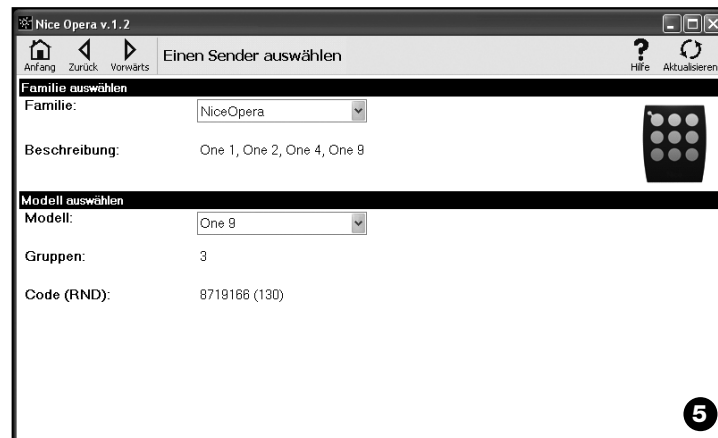 Nice Opera v.1.2
Anfang Zurück Vorwärts Einen Sender auswählen Hilfe Aktualisieren
Familie auswählen
Familie: NiceOpera
Beschreibung: One 1, One 2, One 4, One 9
Modell auswählen
Modell: One 9
Gruppen: 3
Code (RND): 8719166 (130)
5